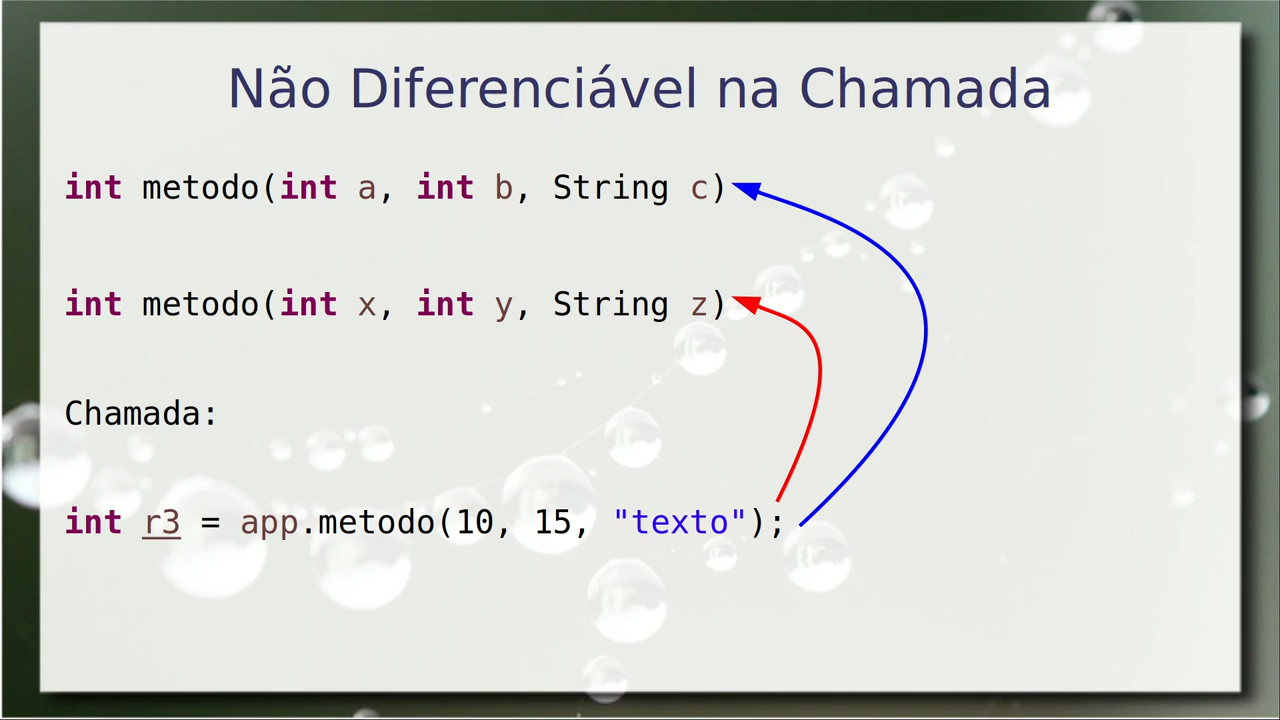 Não Diferenciável na Chamada
int metodo(int a, int b, String c)
int metodo(int x, int y, String z)
Chamada:
int r3 = app.metodo(10, 15, "texto");